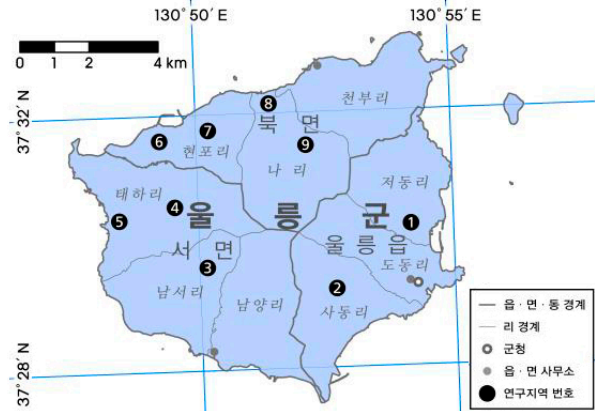 130° 50′ E
130° 55′ E
0 1 2 4 km
37° 32′ N
천부리
8
북 면
7
6
현포리
9
나 리
저동리
태하리
4
울 릉 군
5
1
울 릉 읍
서 면
도동리
3
2
남서리
남양리
사동리
37° 28′ N
읍 · 면 · 동 경계
리 경계
군청
읍 · 면 사무소
연구지역 번호